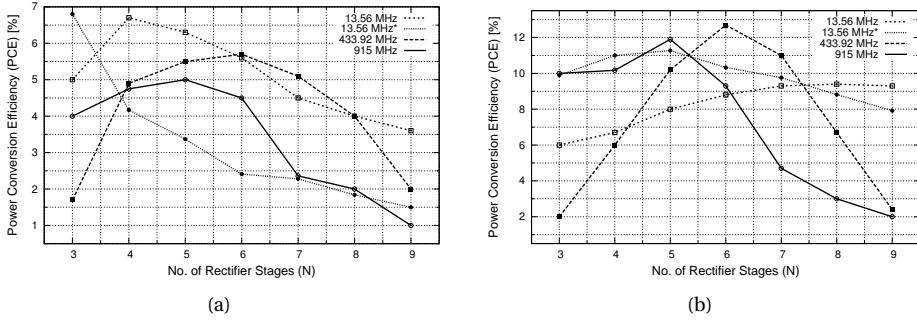 7
6
5
4
3
2
1
Power Conversion Efficiency (PCE) [%]
13.56 MHz
13.56 MHz*
433.92 MHz
915 MHz
3 4 5 6 7 8 9
No. of Rectifier Stages (N)
(a)
12
10
8
6
4
2
Power Conversion Efficiency (PCE) [%]
13.56 MHz
13.56 MHz*
433.92 MHz
915 MHz
3 4 5 6 7 8 9
No. of Rectifier Stages (N)
(b)